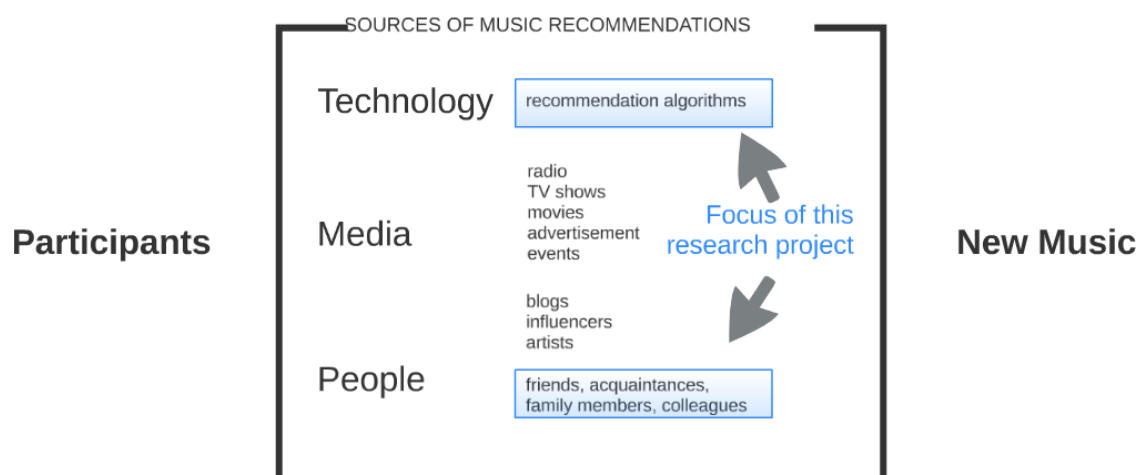 SOURCES OF MUSIC RECOMMENDATIONS
Technology
recommendation algorithms
radio
TV shows
movies
advertisement
events
Media
Focus of this
research project
Participants
New Music
blogs
influencers
artists
People
friends, acquaintances,
family members, colleagues